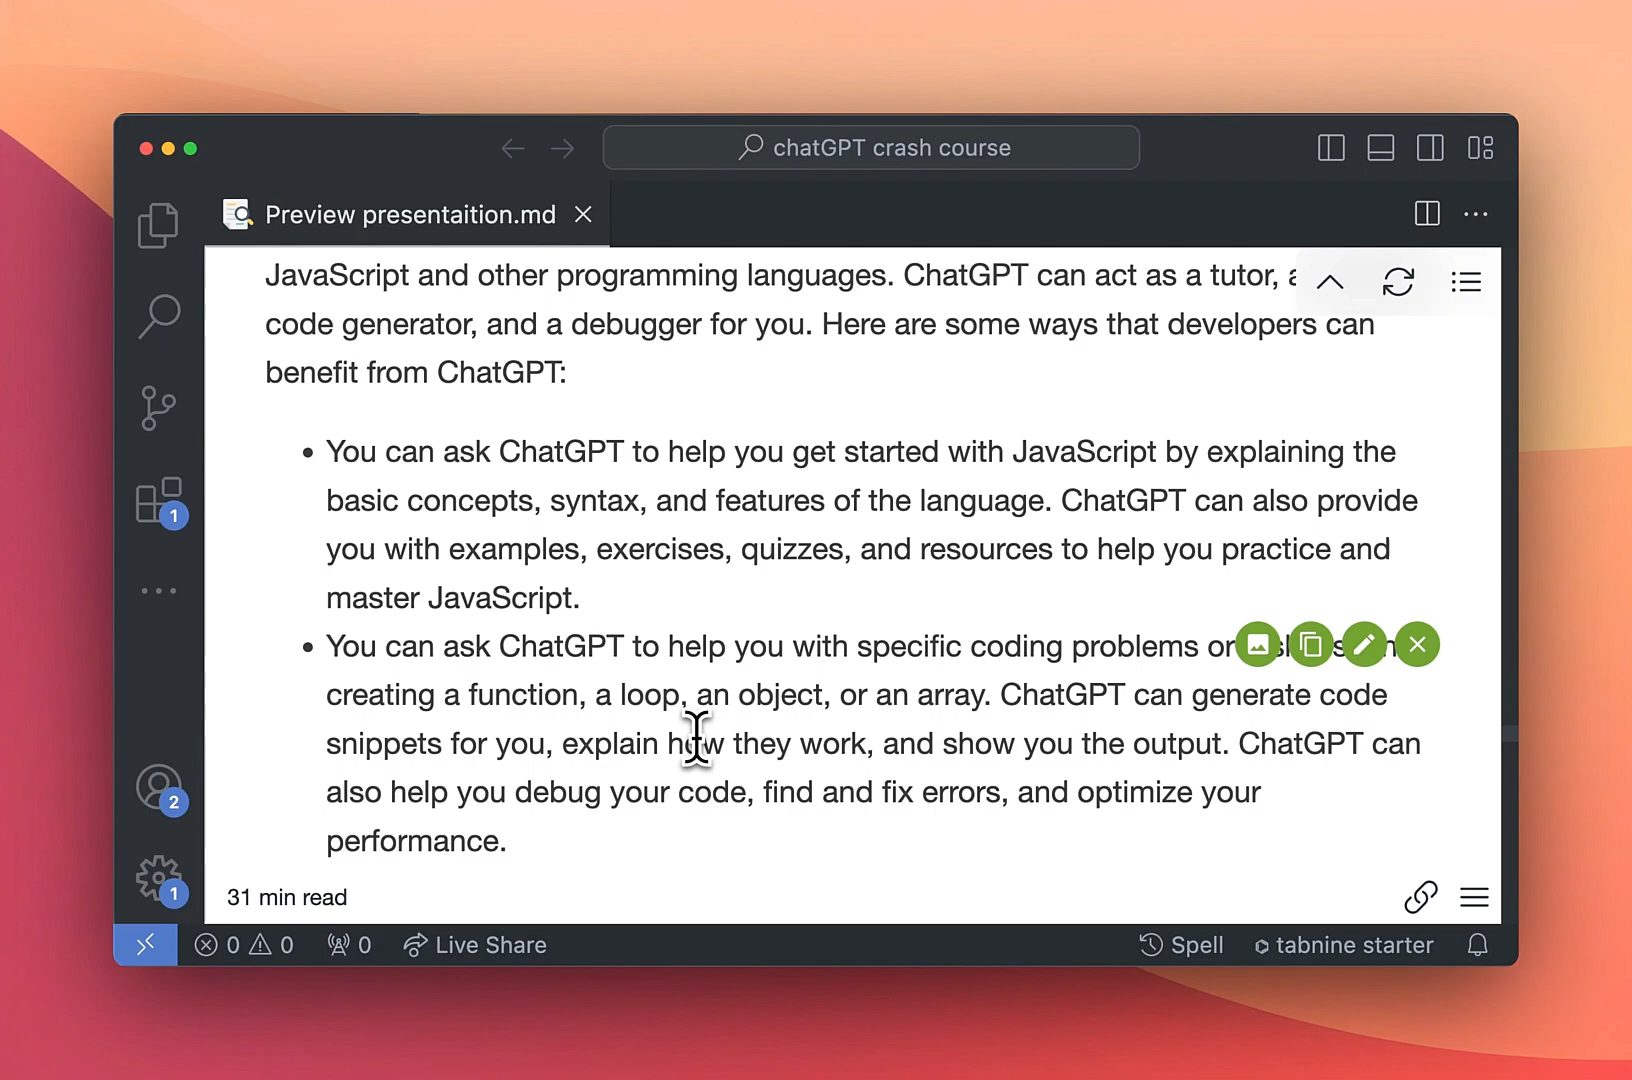 chatGPT crash course
Preview presentaition.md
JavaScript and other programming languages. ChatGPT can act as a tutor, a
code generator, and a debugger for you. Here are some ways that developers can
benefit from ChatGPT:
• You can ask ChatGPT to help you get started with JavaScript by explaining the
basic concepts, syntax, and features of the language. ChatGPT can also provide
you with examples, exercises, quizzes, and resources to help you practice and
master JavaScript.
• You can ask ChatGPT to help you with specific coding problems or
creating a function, a loop, an object, or an array. ChatGPT can generate code
snippets for you, explain how they work, and show you the output. ChatGPT can
also help you debug your code, find and fix errors, and optimize your
performance.
31 min read
1
2
1
0 0 0 Live Share Spell tabnine starter